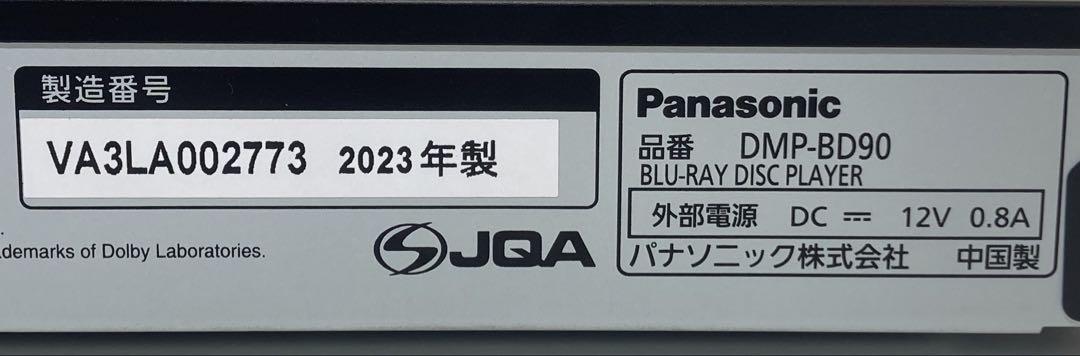 製造番号
VA3LA002773 2023年製
.
demarks of Dolby Laboratories.
JQA
Panasonic
品番 DMP-BD90
BLU-RAY DISC PLAYER
外部電源 DC ⎓ 12V 0.8A
パナソニック株式会社 中国製